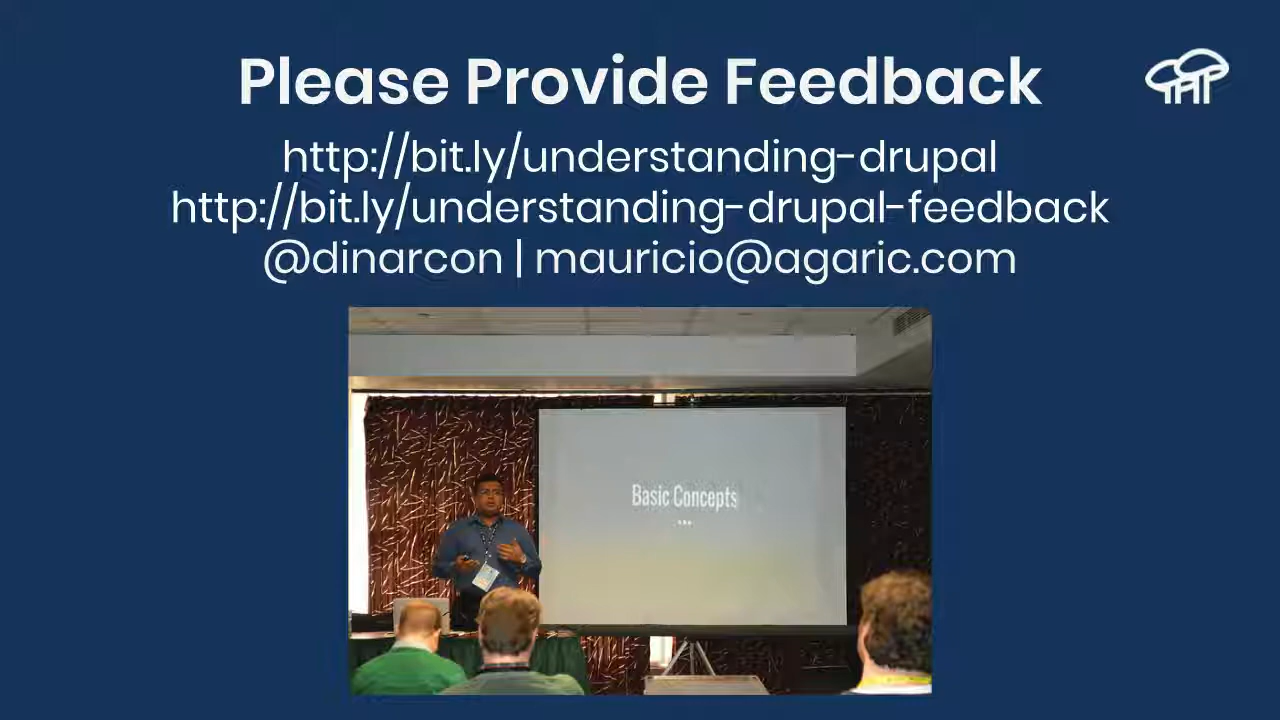 Please Provide Feedback
http://bit.ly/understanding-drupal
http://bit.ly/understanding-drupal-feedback
@dinarcon | mauricio@agaric.com
Basic Concepts